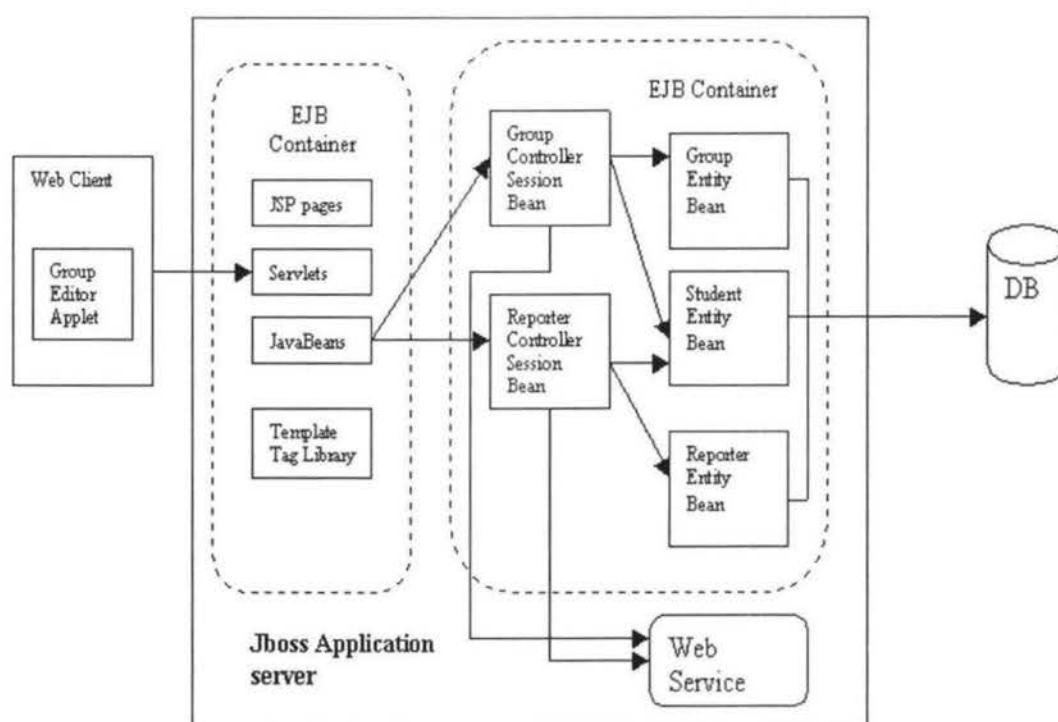 Web Client
Group
Editor
Applet
EJB
Container
JSP pages
Servlets
JavaBeans
Template
Tag Library
EJB Container
Group
Controller
Session
Bean
Reporter
Controller
Session
Bean
Group
Entity
Bean
Student
Entity
Bean
Reporter
Entity
Bean
DB
Jboss Application
server
Web
Service